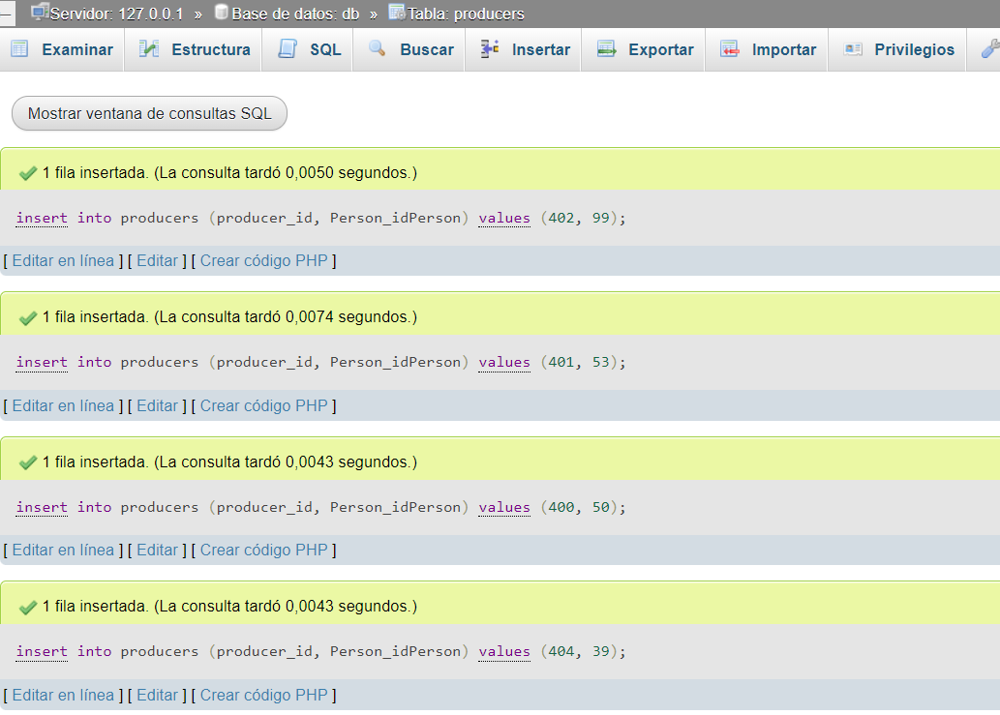 Servidor: 127.0.0.1 » Base de datos: db » Tabla: producers
Examinar Estructura SQL Buscar Insertar Exportar Importar Privilegios
Mostrar ventana de consultas SQL
1 fila insertada. (La consulta tardó 0,0050 segundos.)
insert into producers (producer_id, Person_idPerson) values (402, 99);
[ Editar en línea ] [ Editar ] [ Crear código PHP ]
1 fila insertada. (La consulta tardó 0,0074 segundos.)
insert into producers (producer_id, Person_idPerson) values (401, 53);
[ Editar en línea ] [ Editar ] [ Crear código PHP ]
1 fila insertada. (La consulta tardó 0,0043 segundos.)
insert into producers (producer_id, Person_idPerson) values (400, 50);
[ Editar en línea ] [ Editar ] [ Crear código PHP ]
1 fila insertada. (La consulta tardó 0,0043 segundos.)
insert into producers (producer_id, Person_idPerson) values (404, 39);
[ Editar en línea ] [ Editar ] [ Crear código PHP ]